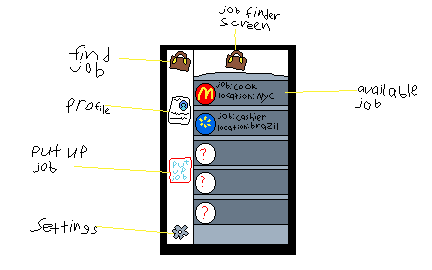 job finder
screen
find
job
job:cook
location:NYC
available
job
profile
job:cashier
location:brazil
?
put up
job
put
up
job
?
?
settings